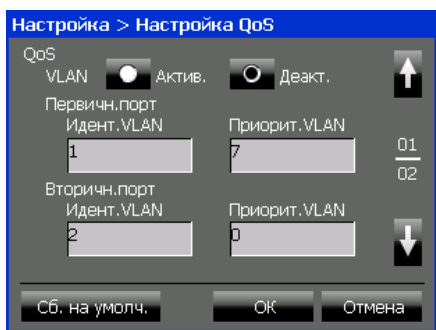 Настройка > Настройка QoS
QoS
VLAN Актив. Деакт.
Первичн.порт
Идент.VLAN Приорит.VLAN
1 7
01
02
Вторичн.порт
Идент.VLAN Приорит.VLAN
2 0
Сб. на умолч. ОК Отмена